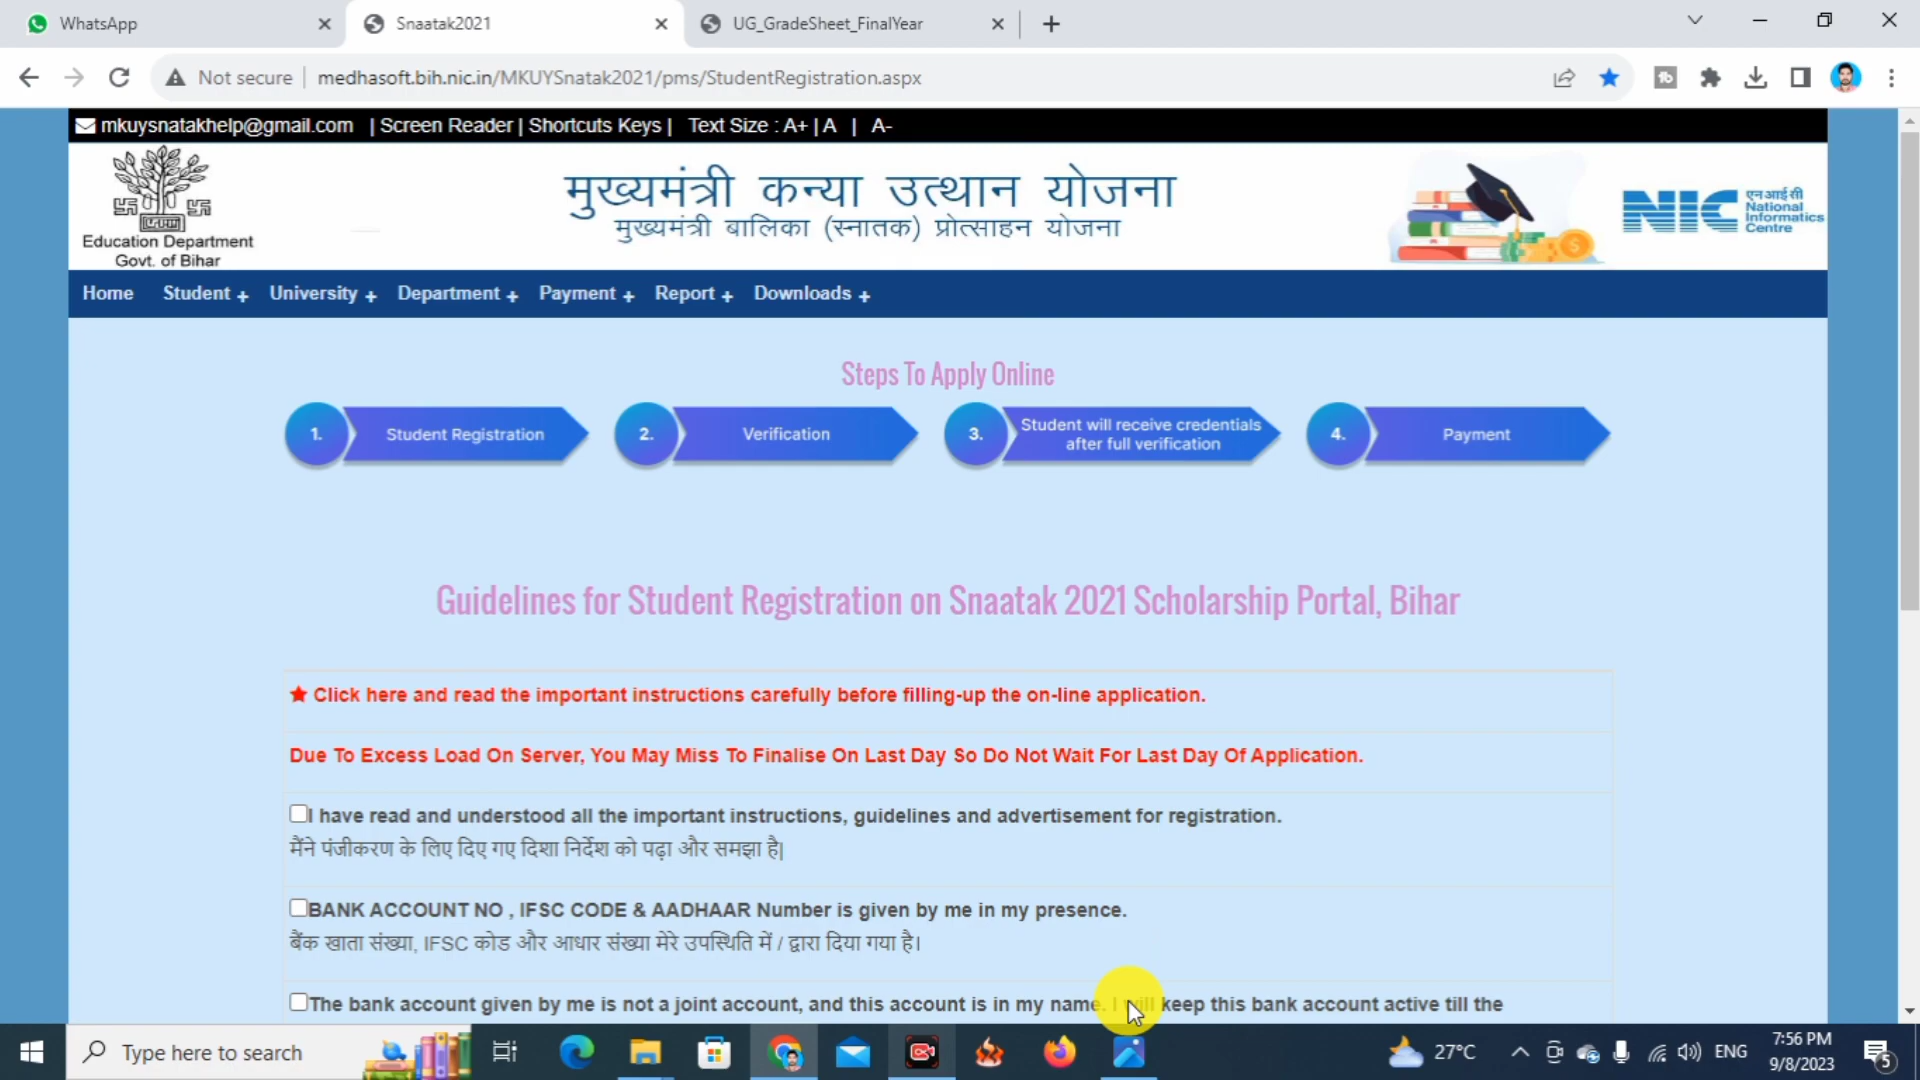 WhatsApp
Snaatak2021
UG_GradeSheet_FinalYear
Not secure | medhasoft.bih.nic.in/MKUYSnatak2021/pms/StudentRegistration.aspx
mkuysnatakhelp@gmail.com | Screen Reader | Shortcuts Keys | Text Size : A+ | A | A-
मुख्यमंत्री कन्या उत्थान योजना
मुख्यमंत्री बालिका (स्नातक) प्रोत्साहन योजना
Education Department
Govt. of Bihar
NIC
एन आई सी
National
Informatics
Centre
Home Student + University + Department + Payment + Report + Downloads +
Steps To Apply Online
1. Student Registration
2. Verification
3. Student will receive credentials
after full verification
4. Payment
Guidelines for Student Registration on Snaatak 2021 Scholarship Portal, Bihar
★ Click here and read the important instructions carefully before filling-up the on-line application.
Due To Excess Load On Server, You May Miss To Finalise On Last Day So Do Not Wait For Last Day Of Application.
I have read and understood all the important instructions, guidelines and advertisement for registration.
मैंने पंजीकरण के लिए दिए गए दिशा निर्देश को पढ़ा और समझा है|
BANK ACCOUNT NO , IFSC CODE & AADHAAR Number is given by me in my presence.
बैंक खाता संख्या, IFSC कोड और आधार संख्या मेरे उपस्थिति में / द्वारा दिया गया है।
The bank account given by me is not a joint account, and this account is in my name. I will keep this bank account active till the
Type here to search
27°C
ENG
7:56 PM
9/8/2023
5